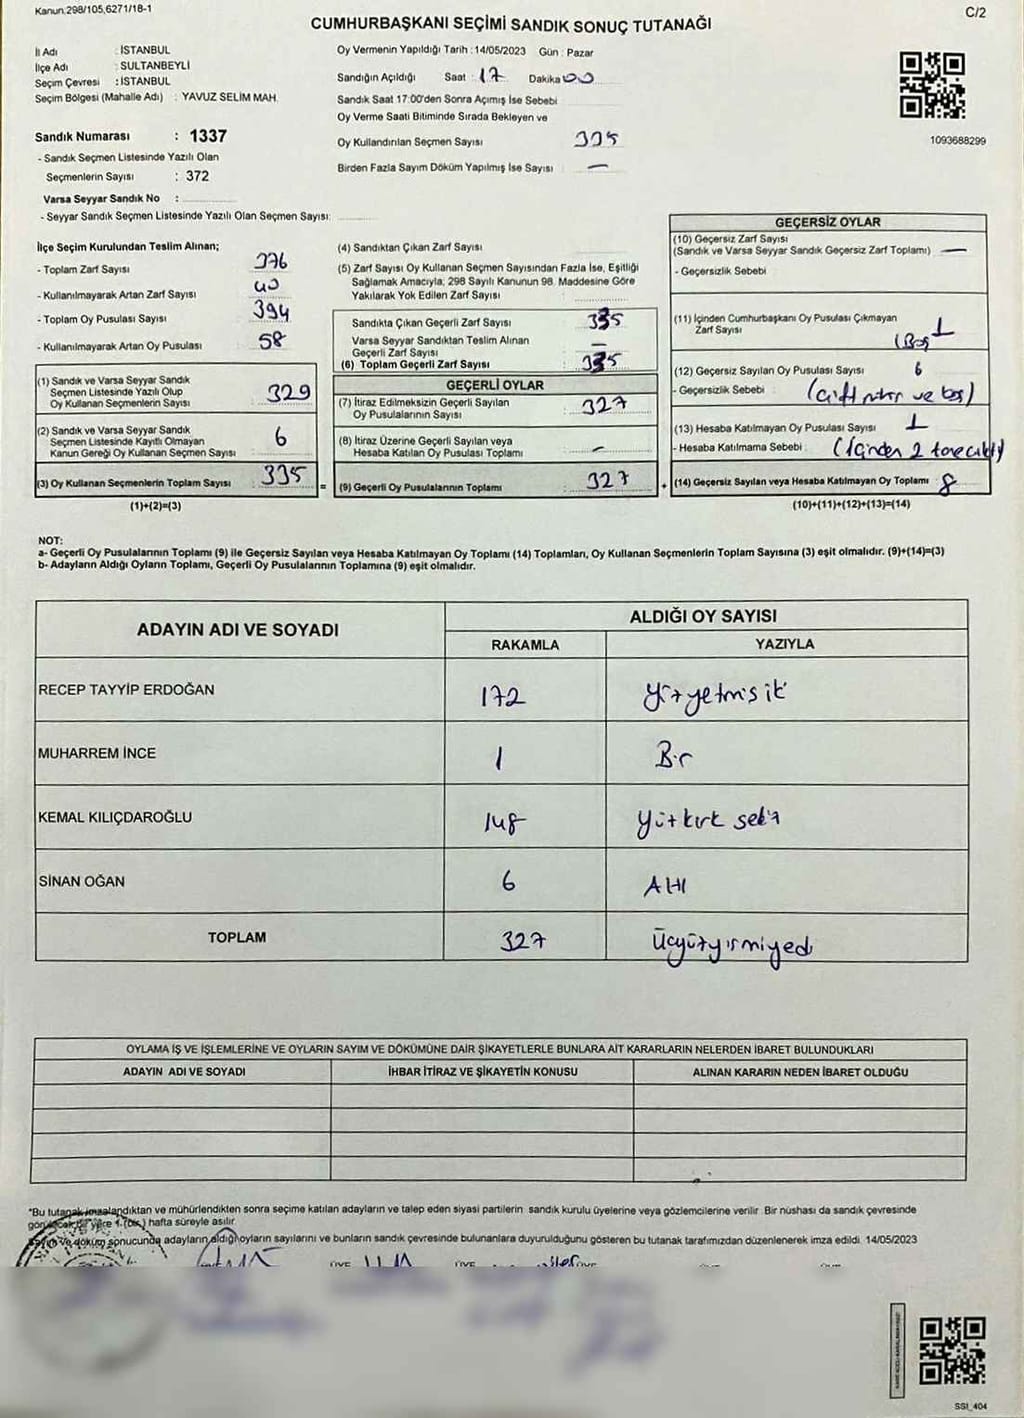 Kanun:298/105,6271/18-1
C/2
CUMHURBAŞKANI SEÇİMİ SANDIK SONUÇ TUTANAĞI
İl Adı : İSTANBUL
İlçe Adı : SULTANBEYLİ
Seçim Çevresi : İSTANBUL
Seçim Bölgesi (Mahalle Adı) : YAVUZ SELİM MAH.
Sandık Numarası : 1337
- Sandık Seçmen Listesinde Yazılı Olan
Seçmenlerin Sayısı : 372
Varsa Seyyar Sandık No :
- Seyyar Sandık Seçmen Listesinde Yazılı Olan Seçmen Sayısı:
Oy Vermenin Yapıldığı Tarih : 14/05/2023 Gün : Pazar
Sandığın Açıldığı Saat : 17 Dakika 00
Sandık Saat 17:00'den Sonra Açımış İse Sebebi
Oy Verme Saati Bitiminde Sırada Bekleyen ve
Oy Kullandırılan Seçmen Sayısı 335
Birden Fazla Sayım Döküm Yapılmış İse Sayısı : —
1093688299
İlçe Seçim Kurulundan Teslim Alınan;
- Toplam Zarf Sayısı 376
- Kullanılmayarak Artan Zarf Sayısı 40
- Toplam Oy Pusulası Sayısı 394
- Kullanılmayarak Artan Oy Pusulası 58
(1) Sandık ve Varsa Seyyar Sandık
Seçmen Listesinde Yazılı Olup
Oy Kullanan Seçmenlerin Sayısı 329
(2) Sandık ve Varsa Seyyar Sandık
Seçmen Listesinde Kayıtlı Olmayan
Kanun Gereği Oy Kullanan Seçmen Sayısı 6
(3) Oy Kullanan Seçmenlerin Toplam Sayısı 335
(1)+(2)=(3)
(4) Sandıktan Çıkan Zarf Sayısı
(5) Zarf Sayısı Oy Kullanan Seçmen Sayısından Fazla İse, Eşitliği
Sağlamak Amacıyla; 298 Sayılı Kanunun 98. Maddesine Göre
Yakılarak Yok Edilen Zarf Sayısı :
Sandıkta Çıkan Geçerli Zarf Sayısı : 335
Varsa Seyyar Sandıktan Teslim Alınan
Geçerli Zarf Sayısı : —
(6) Toplam Geçerli Zarf Sayısı : 335
GEÇERLİ OYLAR
(7) İtiraz Edilmeksizin Geçerli Sayılan
Oy Pusulalarının Sayısı : 327
(8) İtiraz Üzerine Geçerli Sayılan veya
Hesaba Katılan Oy Pusulası Toplamı : —
= (9) Geçerli Oy Pusulalarının Toplamı : 327 +
GEÇERSİZ OYLAR
(10) Geçersiz Zarf Sayısı
(Sandık ve Varsa Seyyar Sandık Geçersiz Zarf Toplamı) —
- Geçersizlik Sebebi
(11) İçinden Cumhurbaşkanı Oy Pusulası Çıkmayan
Zarf Sayısı 1
(Boş
(12) Geçersiz Sayılan Oy Pusulası Sayısı 6
- Geçersizlik Sebebi : (çift mühür ve boş)
(13) Hesaba Katılmayan Oy Pusulası Sayısı 1
- Hesaba Katılmama Sebebi : (İçinden 2 tane çıktı)
(14) Geçersiz Sayılan veya Hesaba Katılmayan Oy Toplamı : 8
(10)+(11)+(12)+(13)=(14)
NOT:
a- Geçerli Oy Pusulalarının Toplamı (9) ile Geçersiz Sayılan veya Hesaba Katılmayan Oy Toplamı (14) Toplamları, Oy Kullanan Seçmenlerin Toplam Sayısına (3) eşit olmalıdır. (9)+(14)=(3)
b- Adayların Aldığı Oyların Toplamı, Geçerli Oy Pusulalarının Toplamına (9) eşit olmalıdır.
ADAYIN ADI VE SOYADI
ALDIĞI OY SAYISI
RAKAMLA YAZIYLA
RECEP TAYYİP ERDOĞAN 172 Yüzyetmişiki
MUHARREM İNCE 1 Bir
KEMAL KILIÇDAROĞLU 148 Yüzkırk sekiz
SİNAN OĞAN 6 Altı
TOPLAM 327 Üçyüzyirmiyedi
OYLAMA İŞ VE İŞLEMLERİNE VE OYLARIN SAYIM VE DÖKÜMÜNE DAİR ŞİKAYETLERLE BUNLARA AİT KARARLARIN NELERDEN İBARET BULUNDUKLARI
ADAYIN ADI VE SOYADI İHBAR İTİRAZ VE ŞİKAYETİN KONUSU ALINAN KARARIN NEDEN İBARET OLDUĞU
*Bu tutanak imzalandıktan ve mühürlendikten sonra seçime katılan adayların ve talep eden siyasi partilerin sandık kurulu üyelerine veya gözlemcilerine verilir. Bir nüshası da sandık çevresinde
görülecek bir yere 1 (bir) hafta süreyle asılır.
Sayım ve döküm sonucunda adayların aldığı oyların sayılarını ve bunların sandık çevresinde bulunanlara duyurulduğunu gösteren bu tutanak tarafımızdan düzenlenerek imza edildi. 14/05/2023
SSI_404